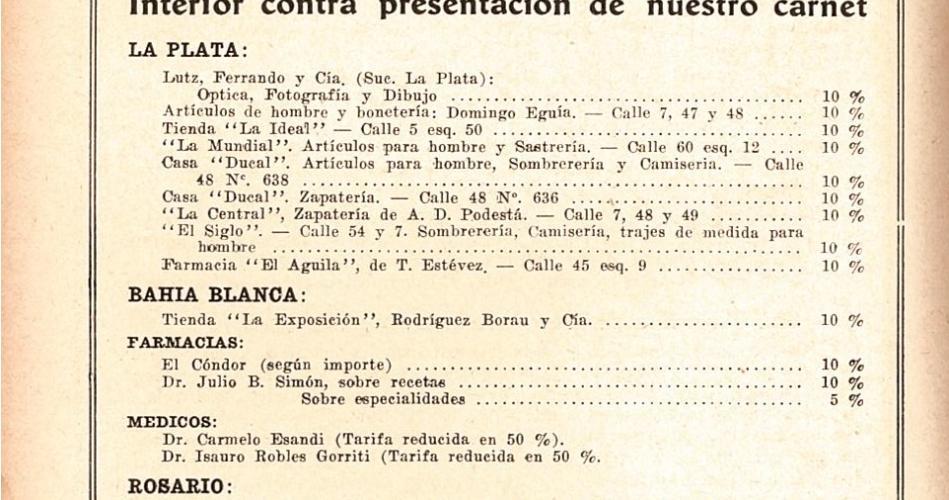 Interior contra presentación de nuestro carnet
LA PLATA:
Lutz, Ferrando y Cía. (Suc. La Plata):
Optica, Fotografía y Dibujo .......................................... 10 %
Artículos de hombre y bonetería: Domingo Eguía. — Calle 7, 47 y 48 ...... 10 %
Tienda “La Ideal” — Calle 5 esq. 50 ..................................... 10 %
“La Mundial”. Artículos para hombre y Sastrería. — Calle 60 esq. 12 .... 10 %
Casa “Ducal”. Artículos para hombre, Sombrerería y Camiseria. — Calle
48 Nº. 638 ............................................................ 10 %
Casa “Ducal”. Zapatería. — Calle 48 Nº. 636 ............................ 10 %
“La Central”, Zapatería de A. D. Podestá. — Calle 7, 48 y 49 ........... 10 %
“El Siglo”. — Calle 54 y 7. Sombrerería, Camisería, trajes de medida para
hombre ................................................................ 10 %
Farmacia “El Aguila”, de T. Estévez. — Calle 45 esq. 9 ................. 10 %
BAHIA BLANCA:
Tienda “La Exposición”, Rodríguez Borau y Cía. ........................ 10 %
FARMACIAS:
El Cóndor (según importe) ............................................... 10 %
Dr. Julio B. Simón, sobre recetas ......................................... 10 %
Sobre especialidades ....................................... 5 %
MEDICOS:
Dr. Carmelo Esandi (Tarifa reducida en 50 %).
Dr. Isauro Robles Gorriti (Tarifa reducida en 50 %.
ROSARIO: